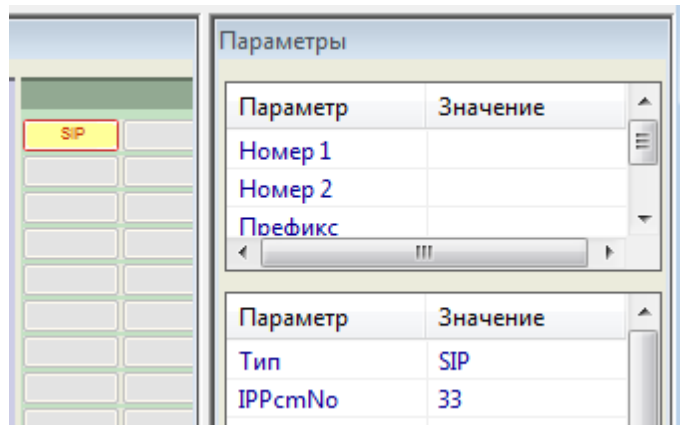 Параметры
Параметр Значение
SIP
Номер 1
Номер 2
Префикс
Параметр Значение
Тип SIP
IPPcmNo 33